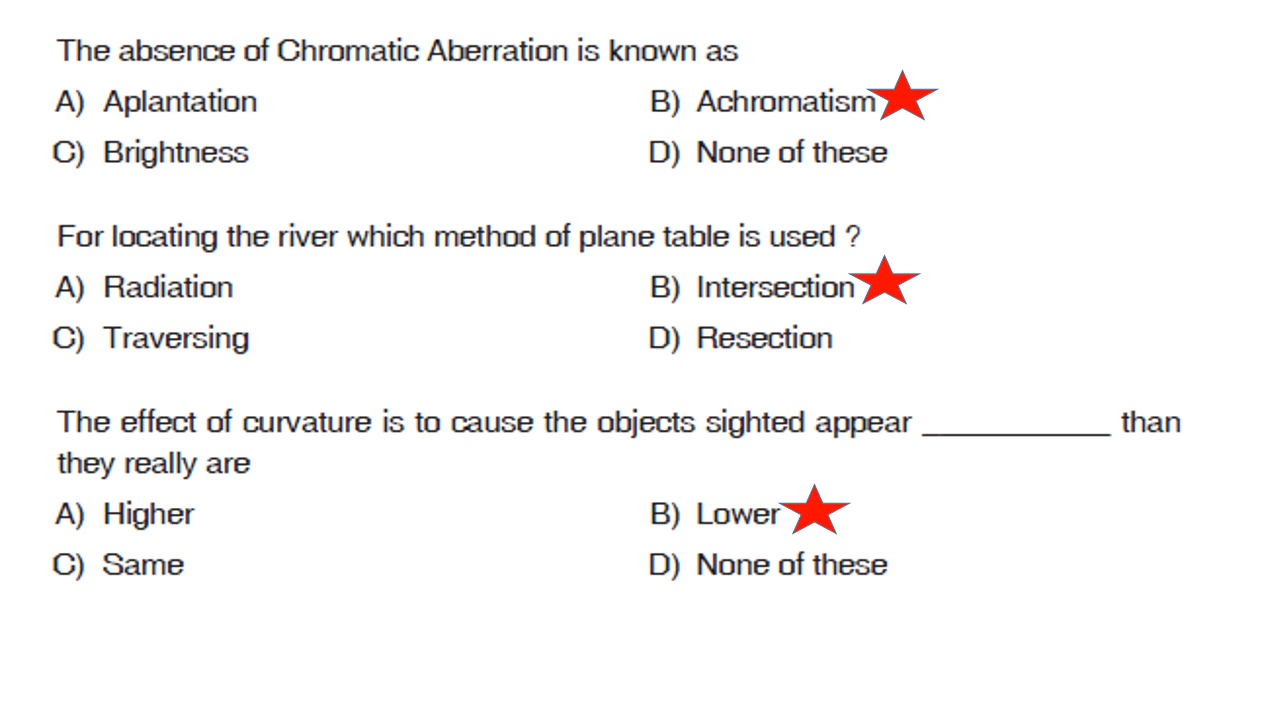 The absence of Chromatic Aberration is known as
A) Aplantation B) Achromatism
C) Brightness D) None of these
For locating the river which method of plane table is used ?
A) Radiation B) Intersection
C) Traversing D) Resection
The effect of curvature is to cause the objects sighted appear ____________ than
they really are
A) Higher B) Lower
C) Same D) None of these